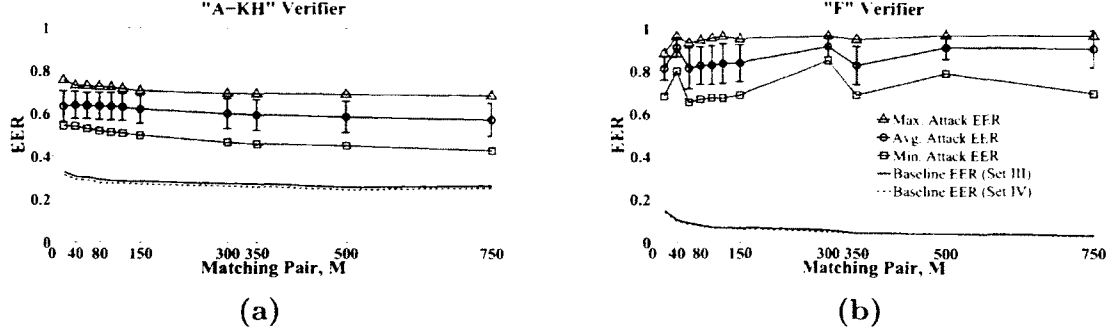 "A-KH" Verifier
1
0.8
0.6
0.4
0.2
0
EER
40 80 150 300 350 500 750
Matching Pair, M
(a)
"F" Verifier
1
0.8
0.6
0.4
0.2
0
EER
0 40 80 150 300 350 500 750
Matching Pair, M
Max. Attack EER
Avg. Attack EER
Min. Attack EER
Baseline EER (Set III)
Baseline EER (Set IV)
(b)